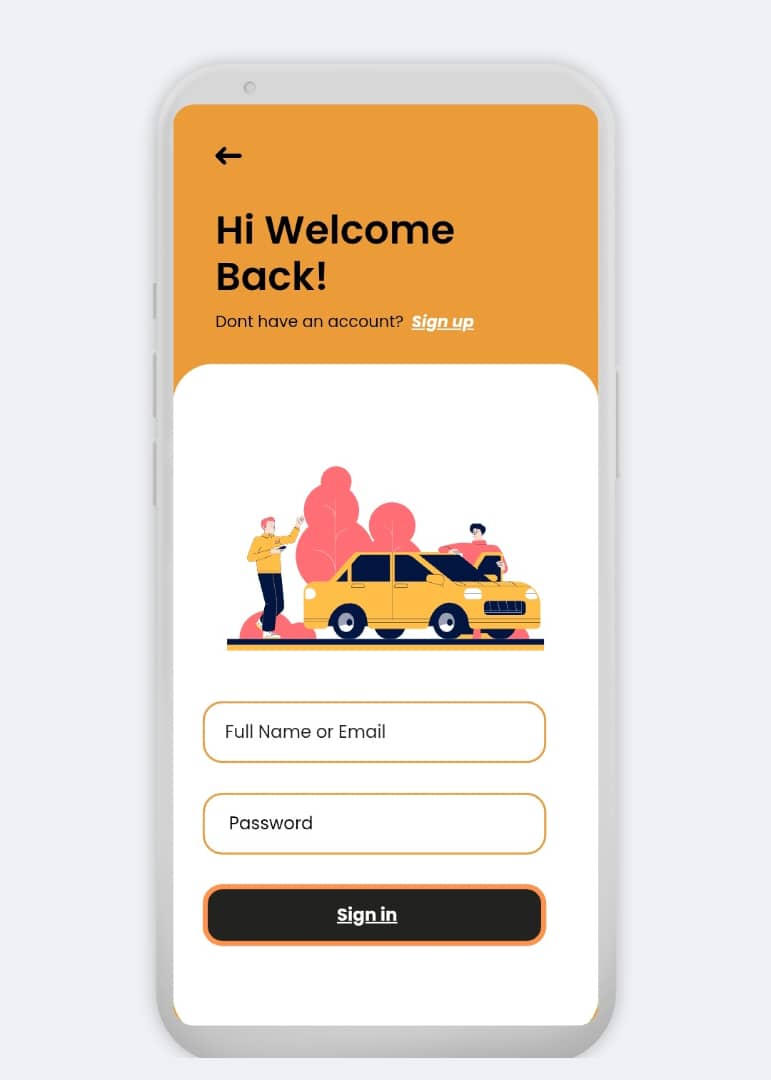 Hi Welcome
Back!
Dont have an account? Sign up
Full Name or Email
Password
Sign in